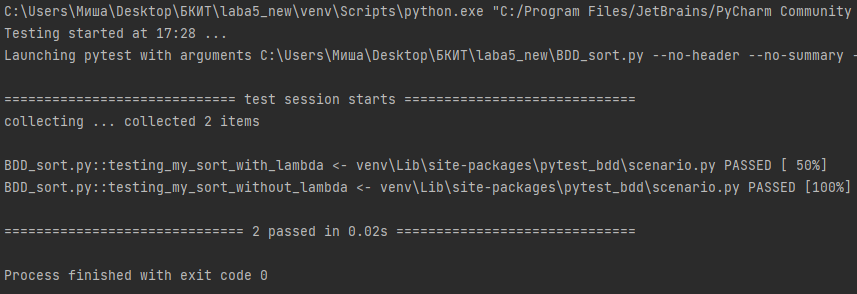 C:\Users\Миша\Desktop\БКИТ\laba5_new\venv\Scripts\python.exe "C:/Program Files/JetBrains/PyCharm Community
Testing started at 17:28 ...
Launching pytest with arguments C:\Users\Миша\Desktop\БКИТ\laba5_new\BDD_sort.py --no-header --no-summary -
============================ test session starts ============================
collecting ... collected 2 items
BDD_sort.py::testing_my_sort_with_lambda <- venv\Lib\site-packages\pytest_bdd\scenario.py PASSED [ 50%]
BDD_sort.py::testing_my_sort_without_lambda <- venv\Lib\site-packages\pytest_bdd\scenario.py PASSED [100%]
============================== 2 passed in 0.02s ==============================
Process finished with exit code 0